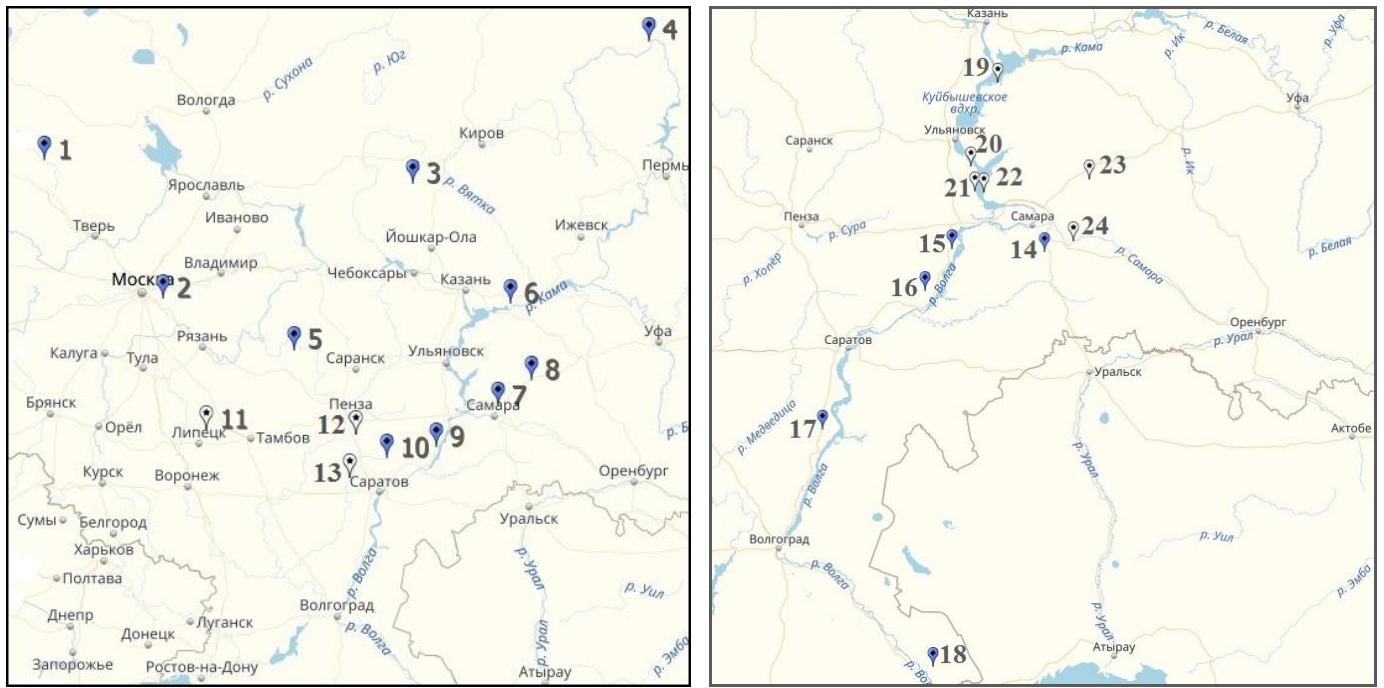 4
р. Юг
р. Сухона
Вологда
1
Киров
3
Пермь
р. Вятка
Ярославль
Иваново
Тверь
Ижевск
Йошкар-Ола
Владимир
Чебоксары
Москва
2
Казань
6
р. Кама
Рязань
5
Уфа
Калуга
Тула
Саранск
Ульяновск
8
7
Брянск
11
Пенза
12
Самара
Орёл
Липецк
Тамбов
10
9
р. Б
13
Курск
Воронеж
Саратов
Оренбург
Сумы
Белгород
Уральск
Харьков
р. Волга
р. Урал
Полтава
р. Уил
Днепр
Луганск
Волгоград
р. Волга
Донецк
р. Урал
р. Эмба
Запорожье
Ростов-на-Дону
Атырау
Казань
р. Белая
р. Уфа
р. Ик
р. Кама
19
Куйбышевское
вдхр.
Уфа
Ульяновск
Саранск
20
р. Ик
21
22
23
Пенза
р. Сура
Самара
24
15
14
р. Белая
р. Хопёр
р. Самара
16
р. Волга
Оренбург
Саратов
р. Урал
Уральск
р. Медведица
17
Актобе
р. Урал
р. Волга
Волгоград
р. Уил
р. Волга
р. Эмба
р. Урал
Атырау
18
р. Вол